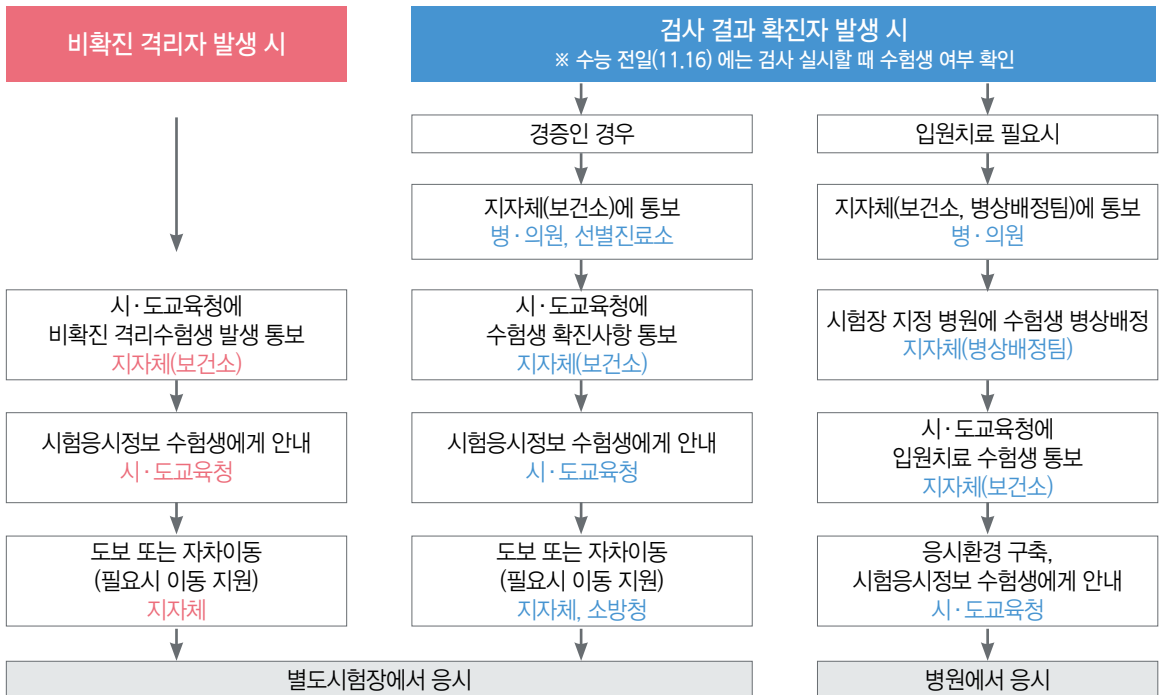 비확진 격리자 발생 시
검사 결과 확진자 발생 시
※ 수능 전일(11.16) 에는 검사 실시할 때 수험생 여부 확인
경증인 경우
입원치료 필요시
지자체(보건소)에 통보
병·의원, 선별진료소
지자체(보건소, 병상배정팀)에 통보
병·의원
시·도교육청에
비확진 격리수험생 발생 통보
지자체(보건소)
시·도교육청에
수험생 확진사항 통보
지자체(보건소)
시험장 지정 병원에 수험생 병상배정
지자체(병상배정팀)
시험응시정보 수험생에게 안내
시·도교육청
시험응시정보 수험생에게 안내
시·도교육청
시·도교육청에
입원치료 수험생 통보
지자체(보건소)
도보 또는 자차이동
(필요시 이동 지원)
지자체
도보 또는 자차이동
(필요시 이동 지원)
지자체, 소방청
응시환경 구축,
시험응시정보 수험생에게 안내
시·도교육청
별도시험장에서 응시
병원에서 응시